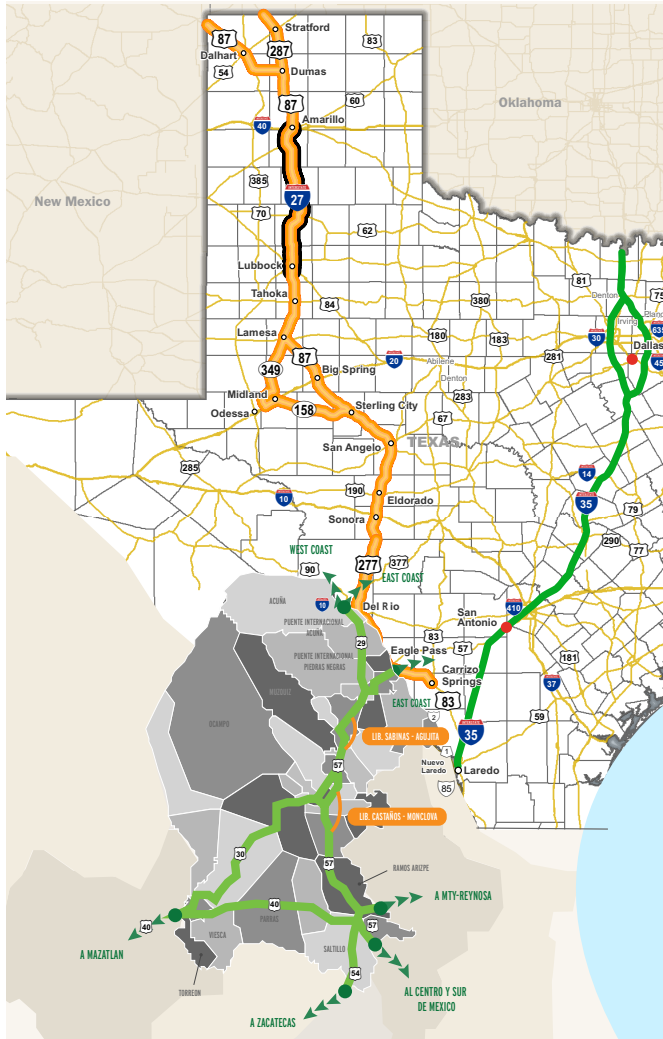 Stratford
87
287
83
Dalhart
54
Dumas
87
60
Oklahoma
40
Amarillo
385
27
New Mexico
70
62
Lubbock
81
Tahoka
84
380
Denton
75
Lamesa
180
183
30
Irving
Plano
635
87
20
281
Dallas
45
349
Big Spring
Abilene
Denton
Midland
283
Odessa
158
Sterling City
67
San Angelo
TEXAS
285
14
190
Eldorado
10
35
79
Sonora
290
77
WEST COAST
277
377
90
EAST COAST
ACUÑA
10
Del Rio
410
San
Antonio
PUENTE INTERNACIONAL
ACUÑA
29
83
57
Eagle Pass
PUENTE INTERNACIONAL
PIEDRAS NEGRAS
181
Carrizo
Springs
37
MUZQUIZ
EAST COAST
83
2
59
OCAMPO
35
LIB. SABINAS - AGUJITA
1
57
Nuevo
Laredo
Laredo
85
LIB. CASTAÑOS - MONCLOVA
30
57
RAMOS ARIZPE
A MTY-REYNOSA
40
40
PARRAS
57
VIESCA
SALTILLO
A MAZATLAN
54
TORREON
AL CENTRO Y SUR
DE MEXICO
A ZACATECAS